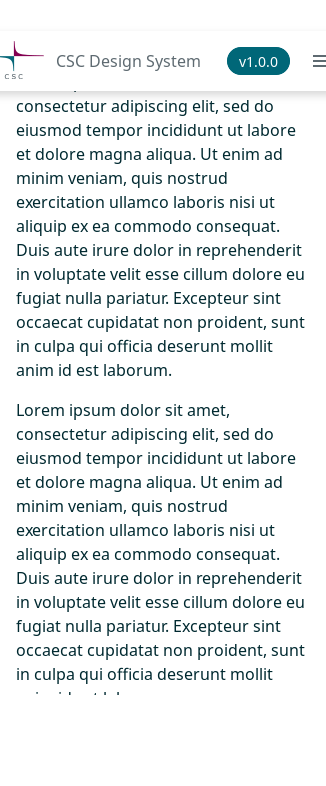 CSC
CSC Design System
v1.0.0
consectetur adipiscing elit, sed do
eiusmod tempor incididunt ut labore
et dolore magna aliqua. Ut enim ad
minim veniam, quis nostrud
exercitation ullamco laboris nisi ut
aliquip ex ea commodo consequat.
Duis aute irure dolor in reprehenderit
in voluptate velit esse cillum dolore eu
fugiat nulla pariatur. Excepteur sint
occaecat cupidatat non proident, sunt
in culpa qui officia deserunt mollit
anim id est laborum.
Lorem ipsum dolor sit amet,
consectetur adipiscing elit, sed do
eiusmod tempor incididunt ut labore
et dolore magna aliqua. Ut enim ad
minim veniam, quis nostrud
exercitation ullamco laboris nisi ut
aliquip ex ea commodo consequat.
Duis aute irure dolor in reprehenderit
in voluptate velit esse cillum dolore eu
fugiat nulla pariatur. Excepteur sint
occaecat cupidatat non proident, sunt
in culpa qui officia deserunt mollit